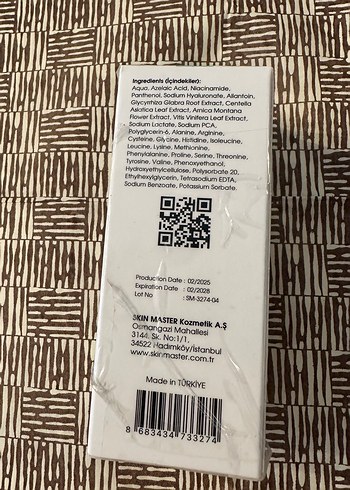 Ingredients (İçindekiler):
Aqua, Azelaic Acid, Niacinamide,
Panthenol, Sodium Hyaluronate, Allantoin,
Glycyrrhiza Glabra Root Extract, Centella
Asiatica Leaf Extract, Arnica Montana
Flower Extract, Vitis Vinifera Leaf Extract,
Sodium Lactate, Sodium PCA,
Polyglycerin-6, Alanine, Arginine,
Cysteine, Glycine, Histidine, Isoleucine,
Leucine, Lysine, Methionine,
Phenylalanine, Proline, Serine, Threonine,
Tyrosine, Valine, Phenoxyethanol,
Hydroxyethylcellulose, Polysorbate 20,
Ethylhexylglycerin, Tetrasodium EDTA,
Sodium Benzoate, Potassium Sorbate.
Production Date : 02/2025
Expiration Date : 02/2028
Lot No : SM-3274-04
SKIN MASTER Kozmetik A.Ş
Osmangazi Mahallesi
3144. Sk. No:1/1,
34522 Hadımköy/İstanbul
www.skinmaster.com.tr
Made in TÜRKİYE
8 683434 733274